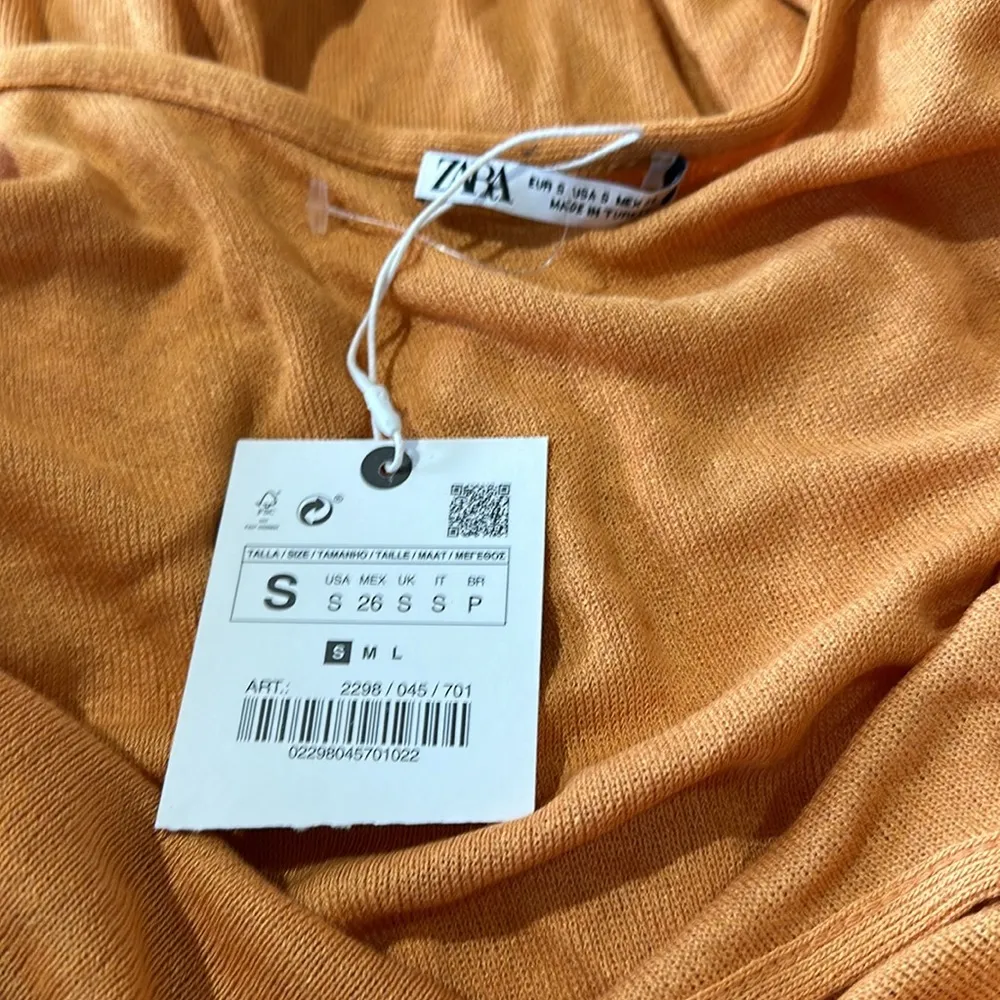 ZARA
EUR S USA S MEX
MADE IN
FSC
TALLA / SIZE / TAMANHO / TAILLE / MAAT / ΜΕΓΕΘΟΣ
S
USA MEX UK IT BR
S 26 S S P
S M L
ART.: 2298 / 045 / 701
02298045701022